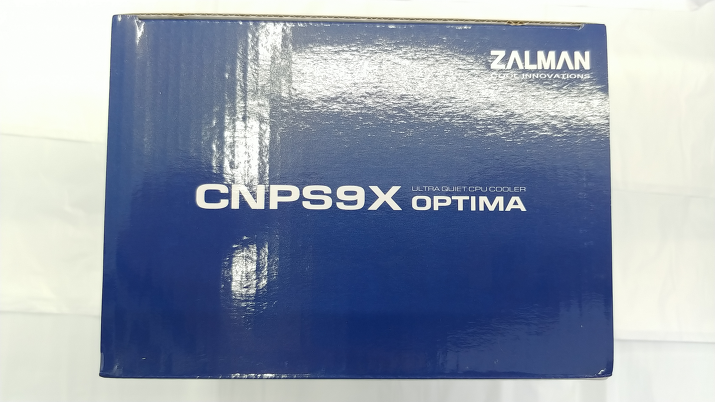 ZALMAN
COOL INNOVATIONS
CNPS9X
ULTRA QUIET CPU COOLER
OPTIMA